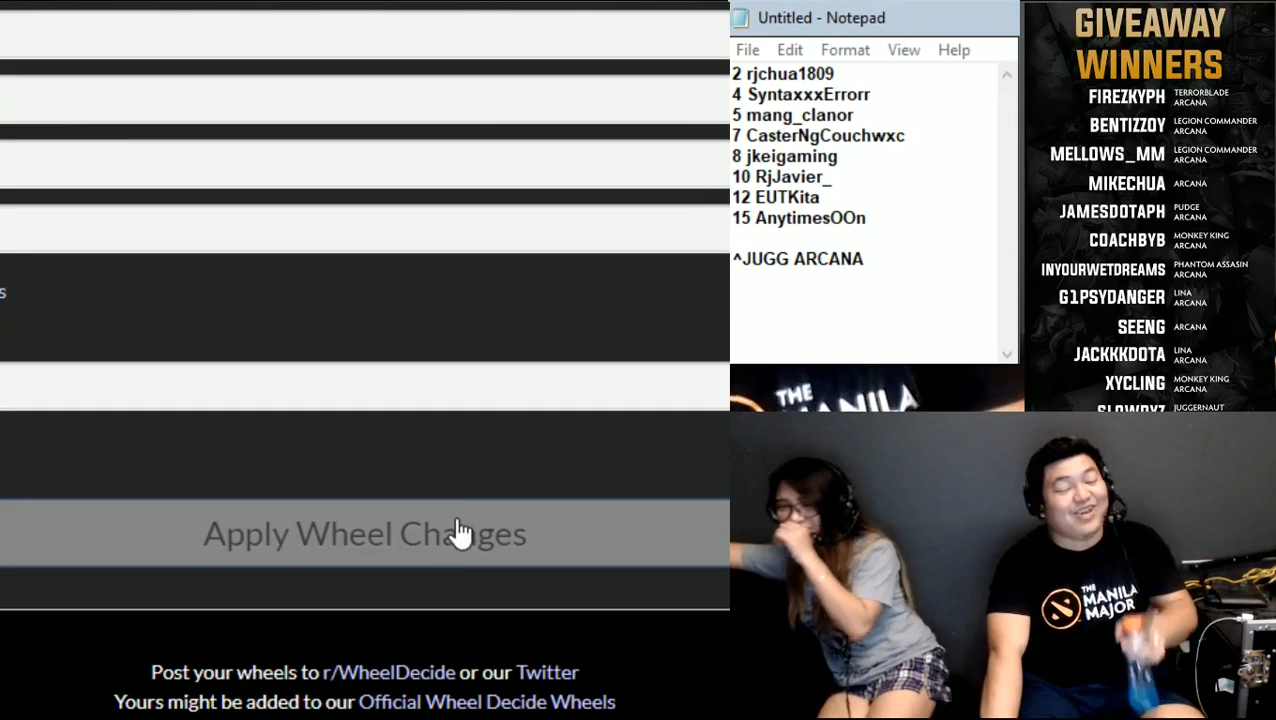 s
Apply Wheel Changes
Post your wheels to r/WheelDecide or our Twitter
Yours might be added to our Official Wheel Decide Wheels
Untitled - Notepad
File Edit Format View Help
2 rjchua1809
4 SyntaxxxErrorr
5 mang_clanor
7 CasterNgCouchwxc
8 jkeigaming
10 RjJavier_
12 EUTKita
15 AnytimesOOn
^JUGG ARCANA
THE
MANILA
GIVEAWAY
WINNERS
FIREZKYPH TERRORBLADE ARCANA
BENTIZZOY LEGION COMMANDER ARCANA
MELLOWS_MM LEGION COMMANDER ARCANA
MIKECHUA ARCANA
JAMESDOTAPH PUDGE ARCANA
COACHBYB MONKEY KING ARCANA
INYOURWETDREAMS PHANTOM ASSASIN ARCANA
G1PSYDANGER LINA ARCANA
SEENG ARCANA
JACKKKDOTA LINA ARCANA
XYCLING MONKEY KING ARCANA
JUGGERNAUT
THE
MANILA
MAJOR